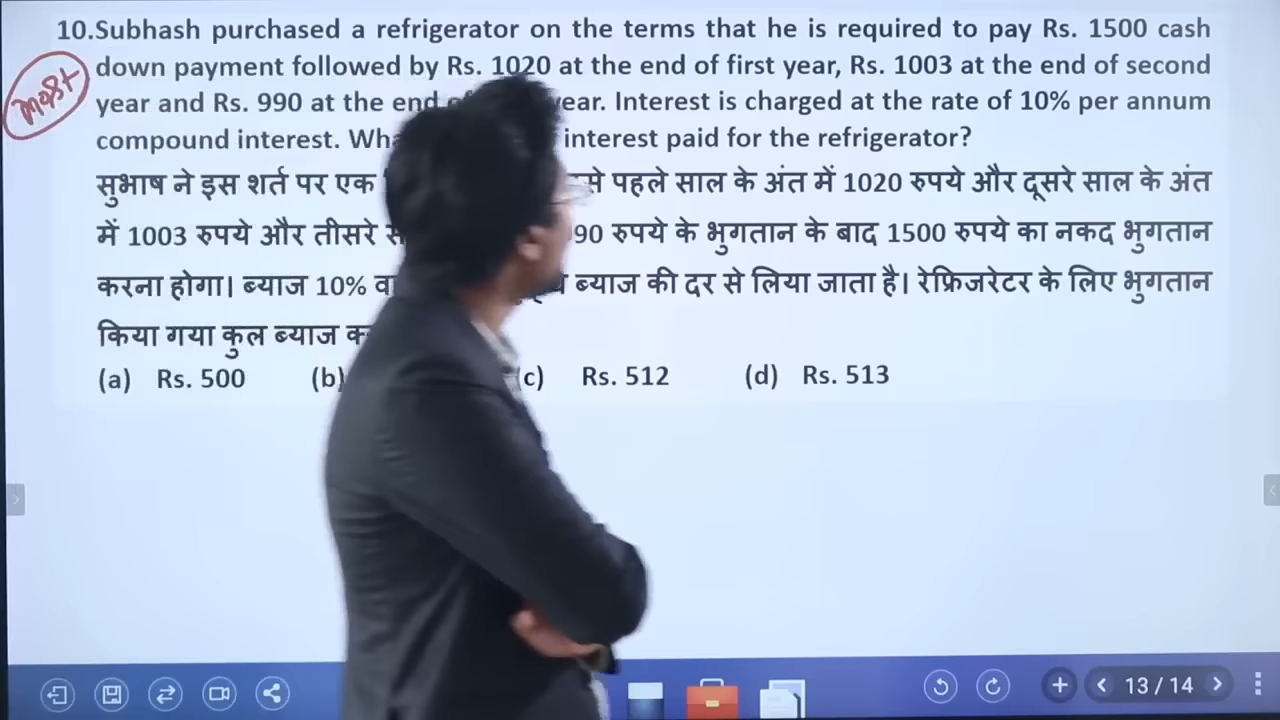 10.Subhash purchased a refrigerator on the terms that he is required to pay Rs. 1500 cash
most
down payment followed by Rs. 1020 at the end of first year, Rs. 1003 at the end of second
year and Rs. 990 at the end ear. Interest is charged at the rate of 10% per annum
compound interest. interest paid for the refrigerator?
सुभाष ने इस शर्त पर एक से पहले साल के अंत में 1020 रुपये और दूसरे साल के अंत
में 1003 रुपये और तीसरे 90 रुपये के भुगतान के बाद 1500 रुपये का नकद भुगतान
करना होगा। ब्याज 10% ब्याज की दर से लिया जाता है। रेफ्रिजरेटर के लिए भुगतान
किया गया कुल ब्याज
(a) Rs. 500 (b) (c) Rs. 512 (d) Rs. 513
13 / 14